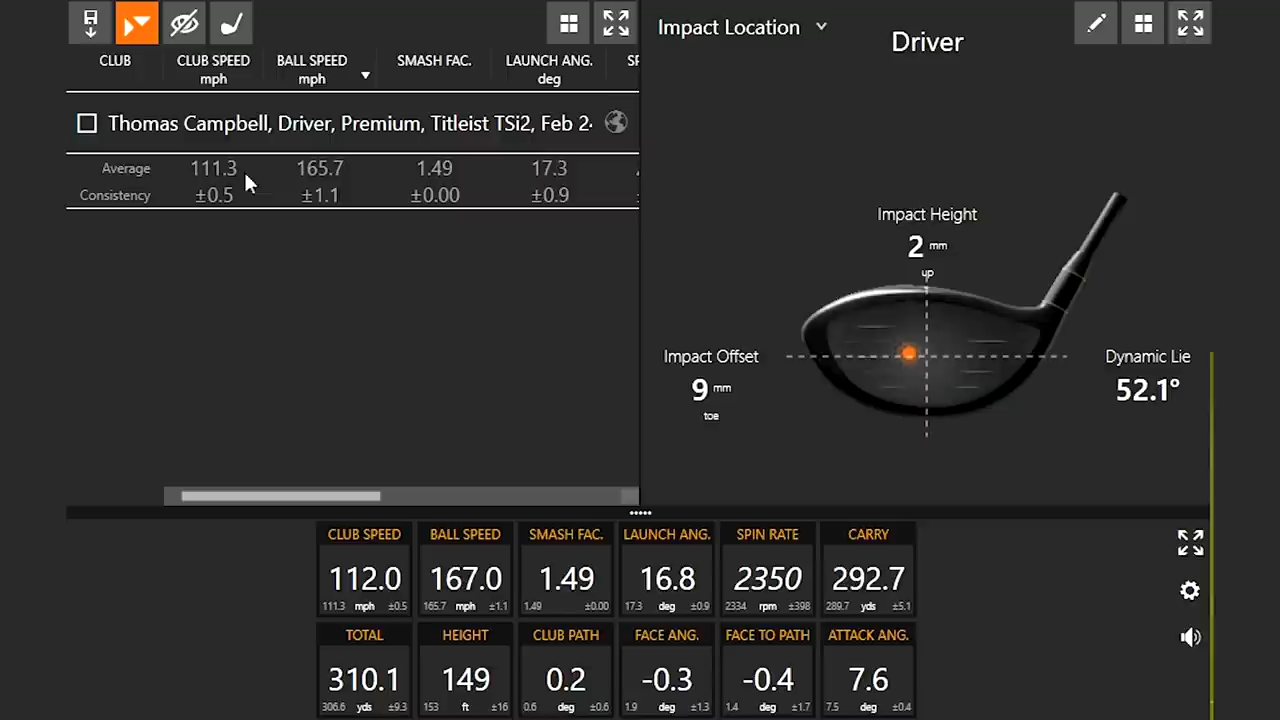 CLUB
CLUB SPEED
mph
BALL SPEED
mph
SMASH FAC.
LAUNCH ANG.
deg
Thomas Campbell, Driver, Premium, Titleist TSi2, Feb 2
Average 111.3 165.7 1.49 17.3
Consistency ±0.5 ±1.1 ±0.00 ±0.9
Impact Location
Driver
Impact Height
2 mm
up
Impact Offset
9 mm
toe
Dynamic Lie
52.1°
CLUB SPEED BALL SPEED SMASH FAC. LAUNCH ANG. SPIN RATE CARRY
112.0 167.0 1.49 16.8 2350 292.7
111.3 mph ±0.5 165.7 mph ±1.1 1.49 ±0.00 17.3 deg ±0.9 2334 rpm ±398 289.7 yds ±5.1
TOTAL HEIGHT CLUB PATH FACE ANG. FACE TO PATH ATTACK ANG.
310.1 149 0.2 -0.3 -0.4 7.6
306.6 yds ±9.3 153 ft ±16 0.6 deg ±0.6 1.9 deg ±1.3 1.4 deg ±1.7 7.5 deg ±0.4